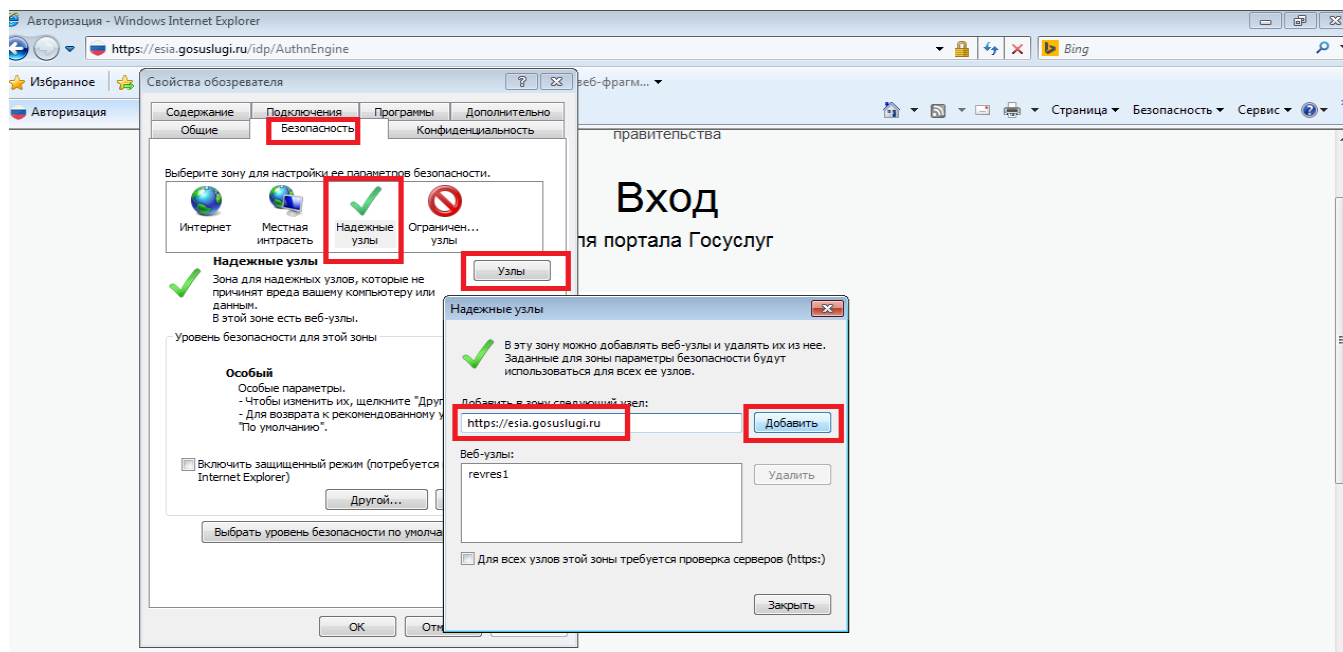 Авторизация - Windows Internet Explorer
https://esia.gosuslugi.ru/idp/AuthnEngine
Bing
Избранное
веб-фрагм...
Авторизация
Страница
Безопасность
Сервис
Свойства обозревателя
Содержание
Подключения
Программы
Дополнительно
Общие
Безопасность
Конфиденциальность
Выберите зону для настройки ее параметров безопасности.
Интернет
Местная
интрасеть
Надежные
узлы
Ограничен...
узлы
Надежные узлы
Узлы
Зона для надежных узлов, которые не
причинят вреда вашему компьютеру или
данным.
В этой зоне есть веб-узлы.
Уровень безопасности для этой зоны
Особый
Особые параметры.
- Чтобы изменить их, щелкните "Друг
- Для возврата к рекомендованному у
"По умолчанию".
Включить защищенный режим (потребуется
Internet Explorer)
Другой...
Выбрать уровень безопасности по умолча
OK
Отм
правительства
Вход
ля портала Госуслуг
Надежные узлы
В эту зону можно добавлять веб-узлы и удалять их из нее.
Заданные для зоны параметры безопасности будут
использоваться для всех ее узлов.
Добавить в зону следующий узел:
https://esia.gosuslugi.ru
Добавить
Веб-узлы:
revres1
Удалить
Для всех узлов этой зоны требуется проверка серверов (https:)
Закрыть